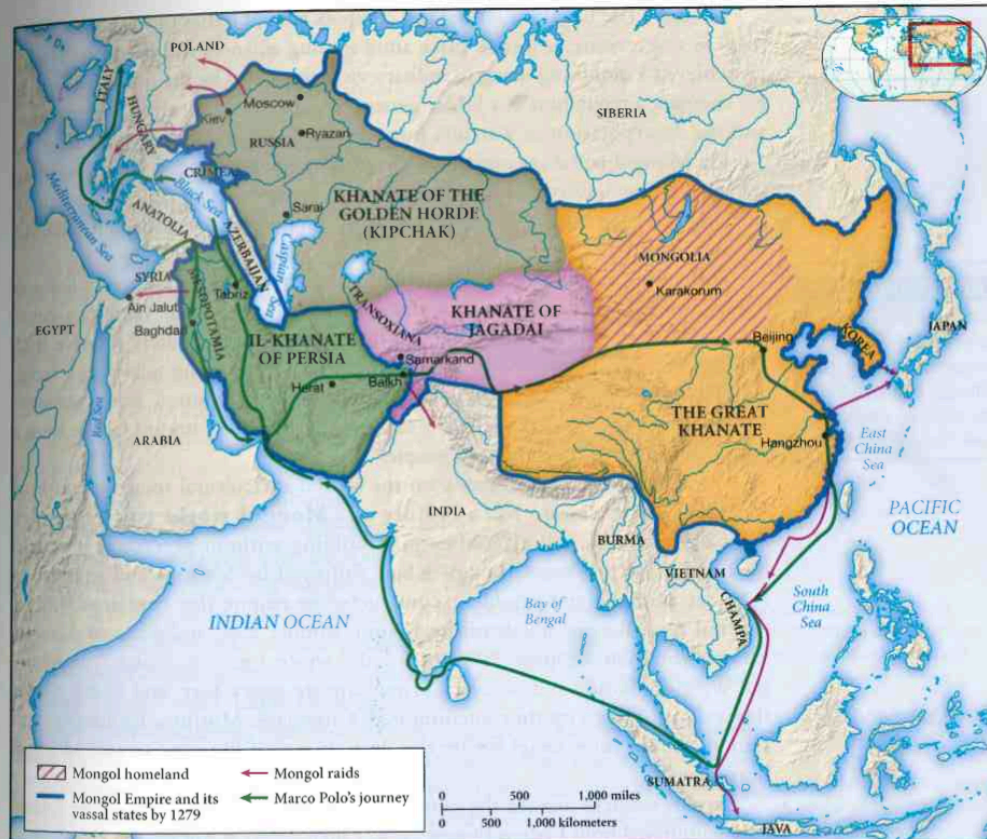 POLAND
ITALY
HUNGARY
Kiev
Moscow
RUSSIA
Ryazan
SIBERIA
CRIMEA
Black Sea
Mediterranean Sea
ANATOLIA
AZERBAIJAN
Caspian Sea
Sarai
KHANATE OF THE
GOLDEN HORDE
(KIPCHAK)
MONGOLIA
Karakorum
SYRIA
MESOPOTAMIA
Tabriz
TRANSOXIANA
KHANATE OF
JAGADAI
Ain Jalut
Baghdad
EGYPT
IL-KHANATE
OF PERSIA
Samarkand
Balkh
Herat
Beijing
KOREA
JAPAN
THE GREAT
KHANATE
Hangzhou
East
China
Sea
Red Sea
ARABIA
INDIA
BURMA
VIETNAM
CHAMPA
PACIFIC
OCEAN
INDIAN OCEAN
Bay of
Bengal
South
China
Sea
SUMATRA
JAVA
Mongol homeland
Mongol raids
Mongol Empire and its
vassal states by 1279
Marco Polo's journey
0 500 1,000 miles
0 500 1,000 kilometers